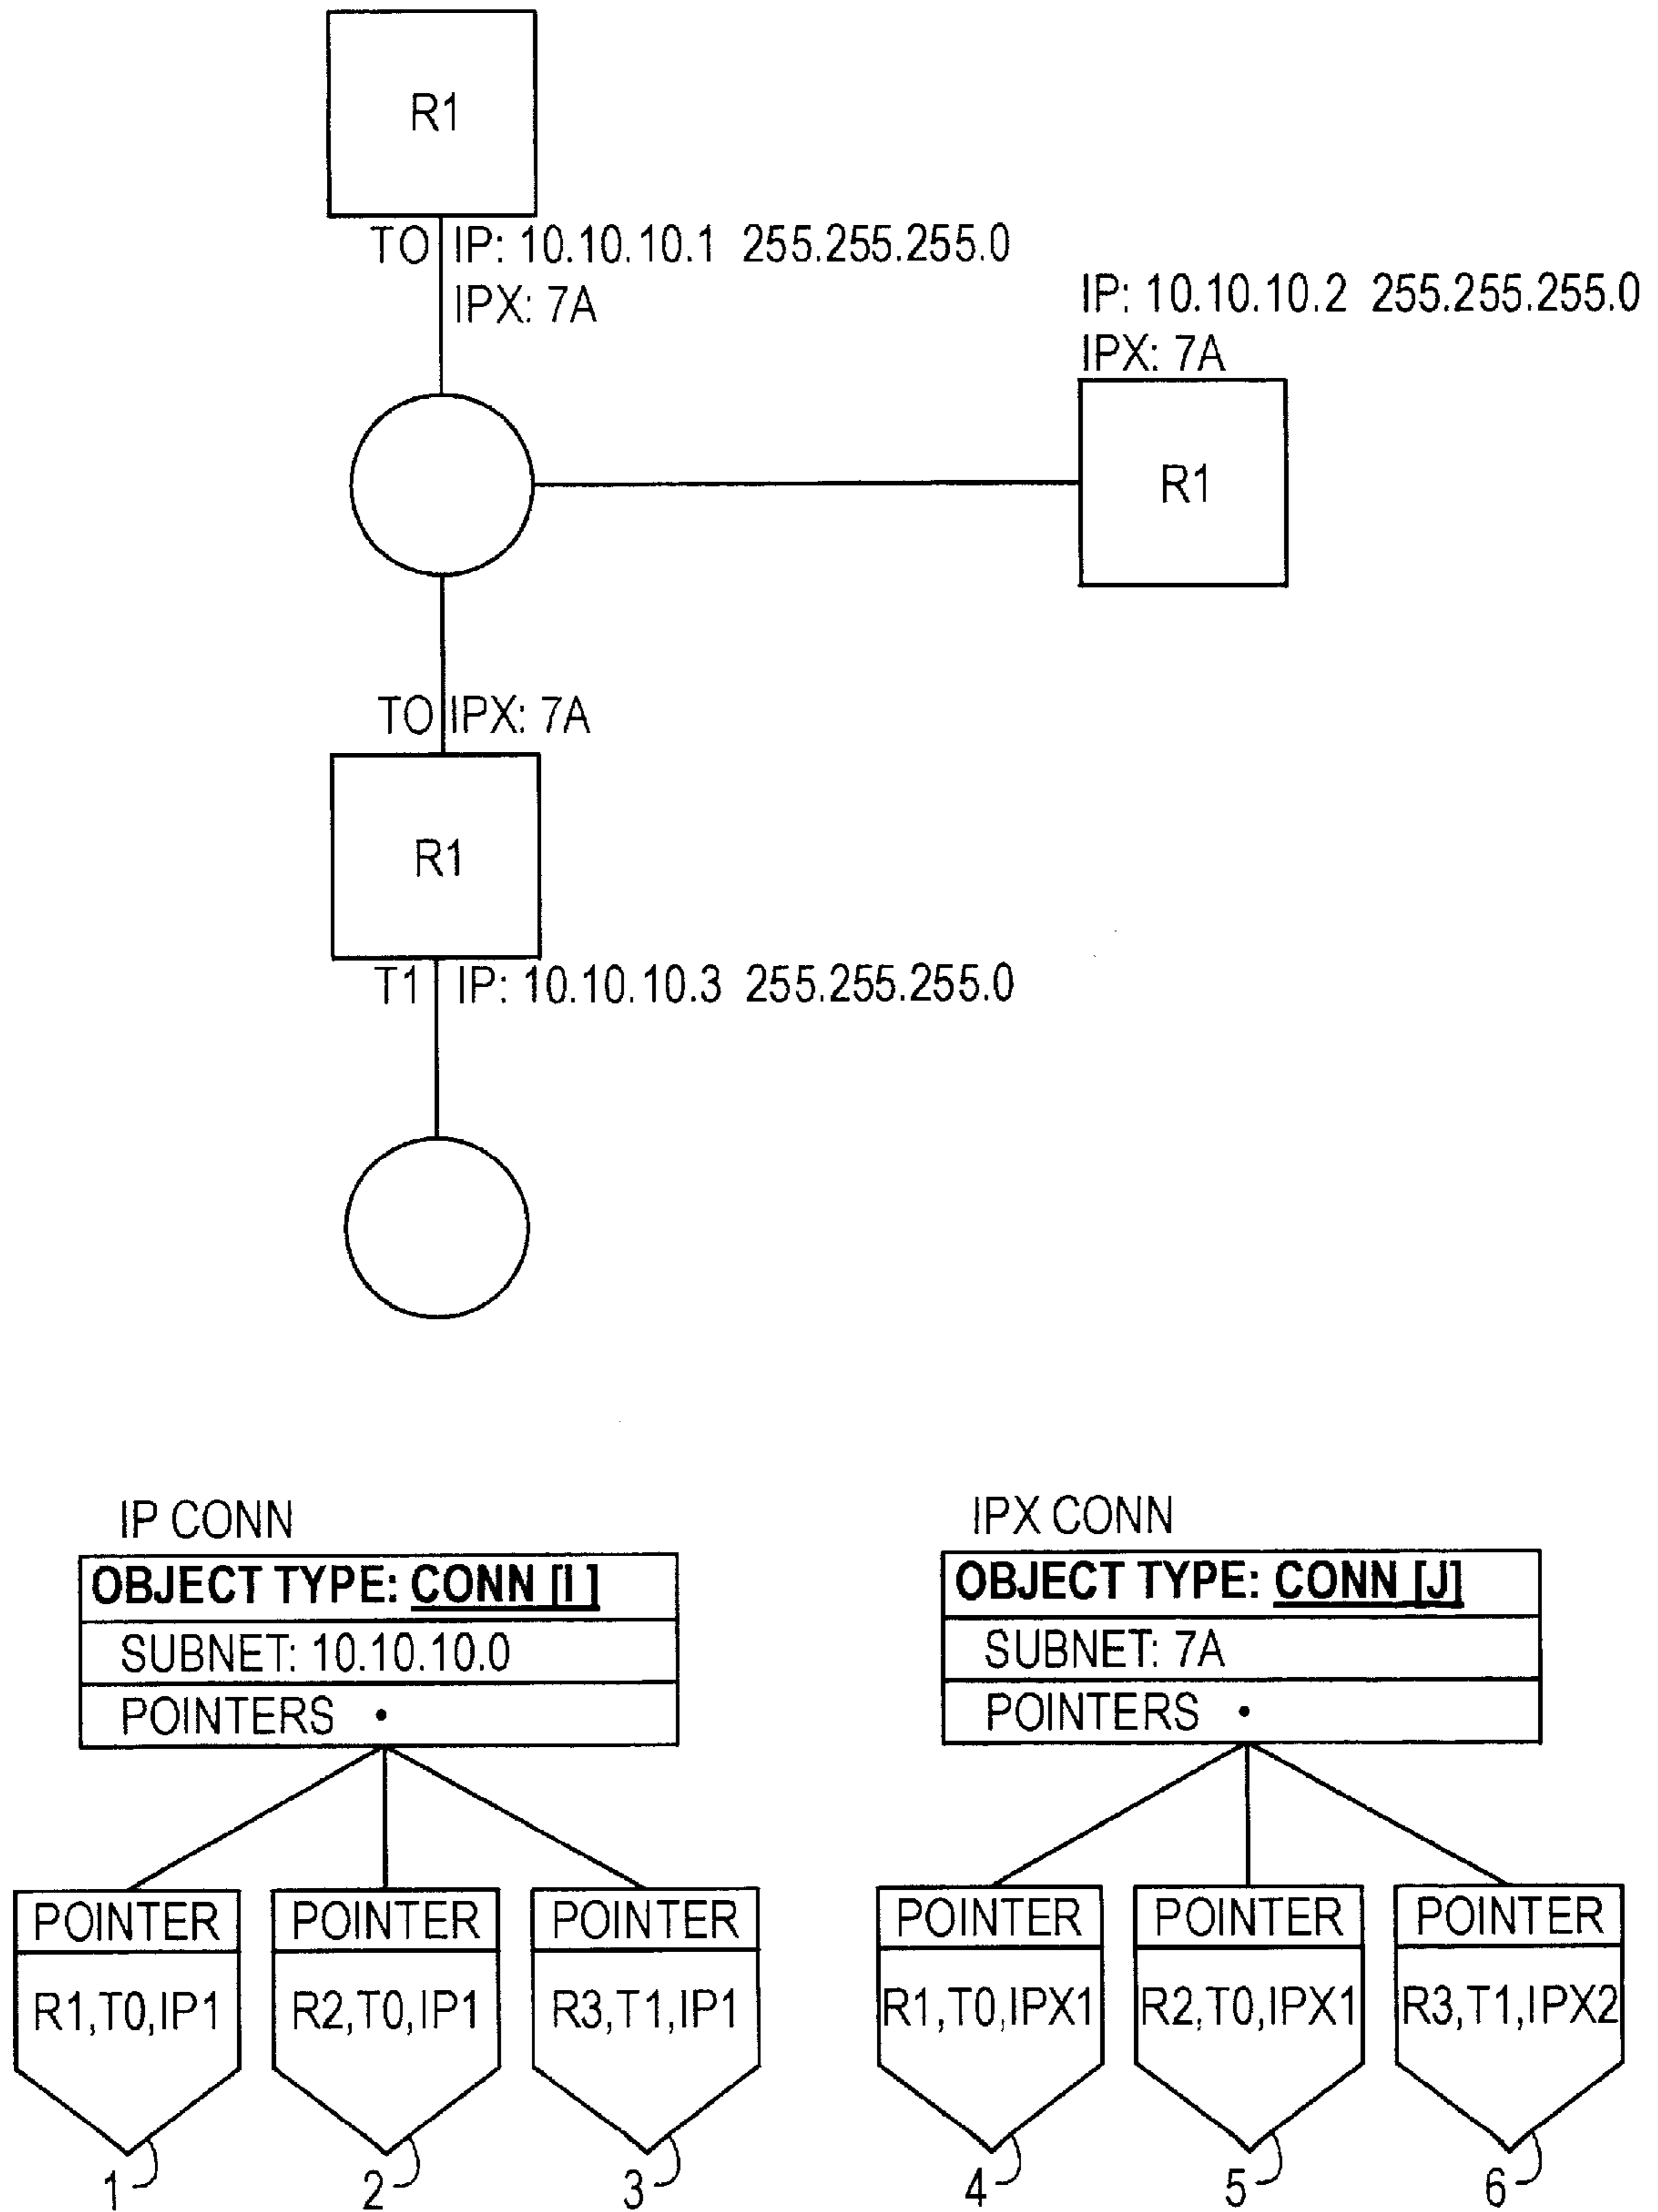 R1
TO IP: 10.10.10.1 255.255.255.0
IPX: 7A
IP: 10.10.10.2 255.255.255.0
IPX: 7A
R1
TO IPX: 7A
R1
T1 IP: 10.10.10.3 255.255.255.0
IP CONN
OBJECT TYPE: CONN [I]
SUBNET: 10.10.10.0
POINTERS •
POINTER
R1,T0,IP1
1
POINTER
R2,T0,IP1
2
POINTER
R3,T1,IP1
3
IPX CONN
OBJECT TYPE: CONN [J]
SUBNET: 7A
POINTERS •
POINTER
R1,T0,IPX1
4
POINTER
R2,T0,IPX1
5
POINTER
R3,T1,IPX2
6